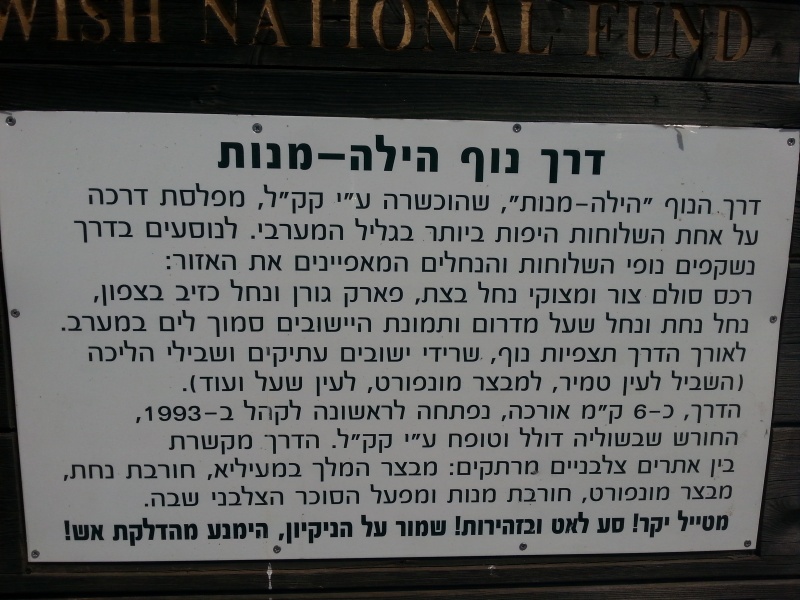 WISH NATIONAL FUND
דרך נוף הילה-מנות
דרך הנוף "הילה-מנות", שהוכשרה ע"י קק"ל, מפלסת דרכה
על אחת השלוחות היפות ביותר בגליל המערבי. לנוסעים בדרך
נשקפים נופי השלוחות והנחלים המאפיינים את האזור:
רכס סולם צור ומצוקי נחל בצת, פארק גורן ונחל כזיב בצפון,
נחל נחת ונחל שעל מדרום ותמונת היישובים סמוך לים במערב.
לאורך הדרך תצפיות נוף, שרידי ישובים עתיקים ושבילי הליכה
(השביל לעין טמיר, למבצר מונפורט, לעין שעל ועוד).
הדרך, כ-6 ק"מ אורכה, נפתחה לראשונה לקהל ב-1993,
החורש שבשוליה דולל וטופח ע"י קק"ל. הדרך מקשרת
בין אתרים צלבניים מרתקים: מבצר המלך במעיליא, חורבת נחת,
מבצר מונפורט, חורבת מנות ומפעל הסוכר הצלבני שבה.
מטייל יקר! סע לאט ובזהירות! שמור על הניקיון, הימנע מהדלקת אש!